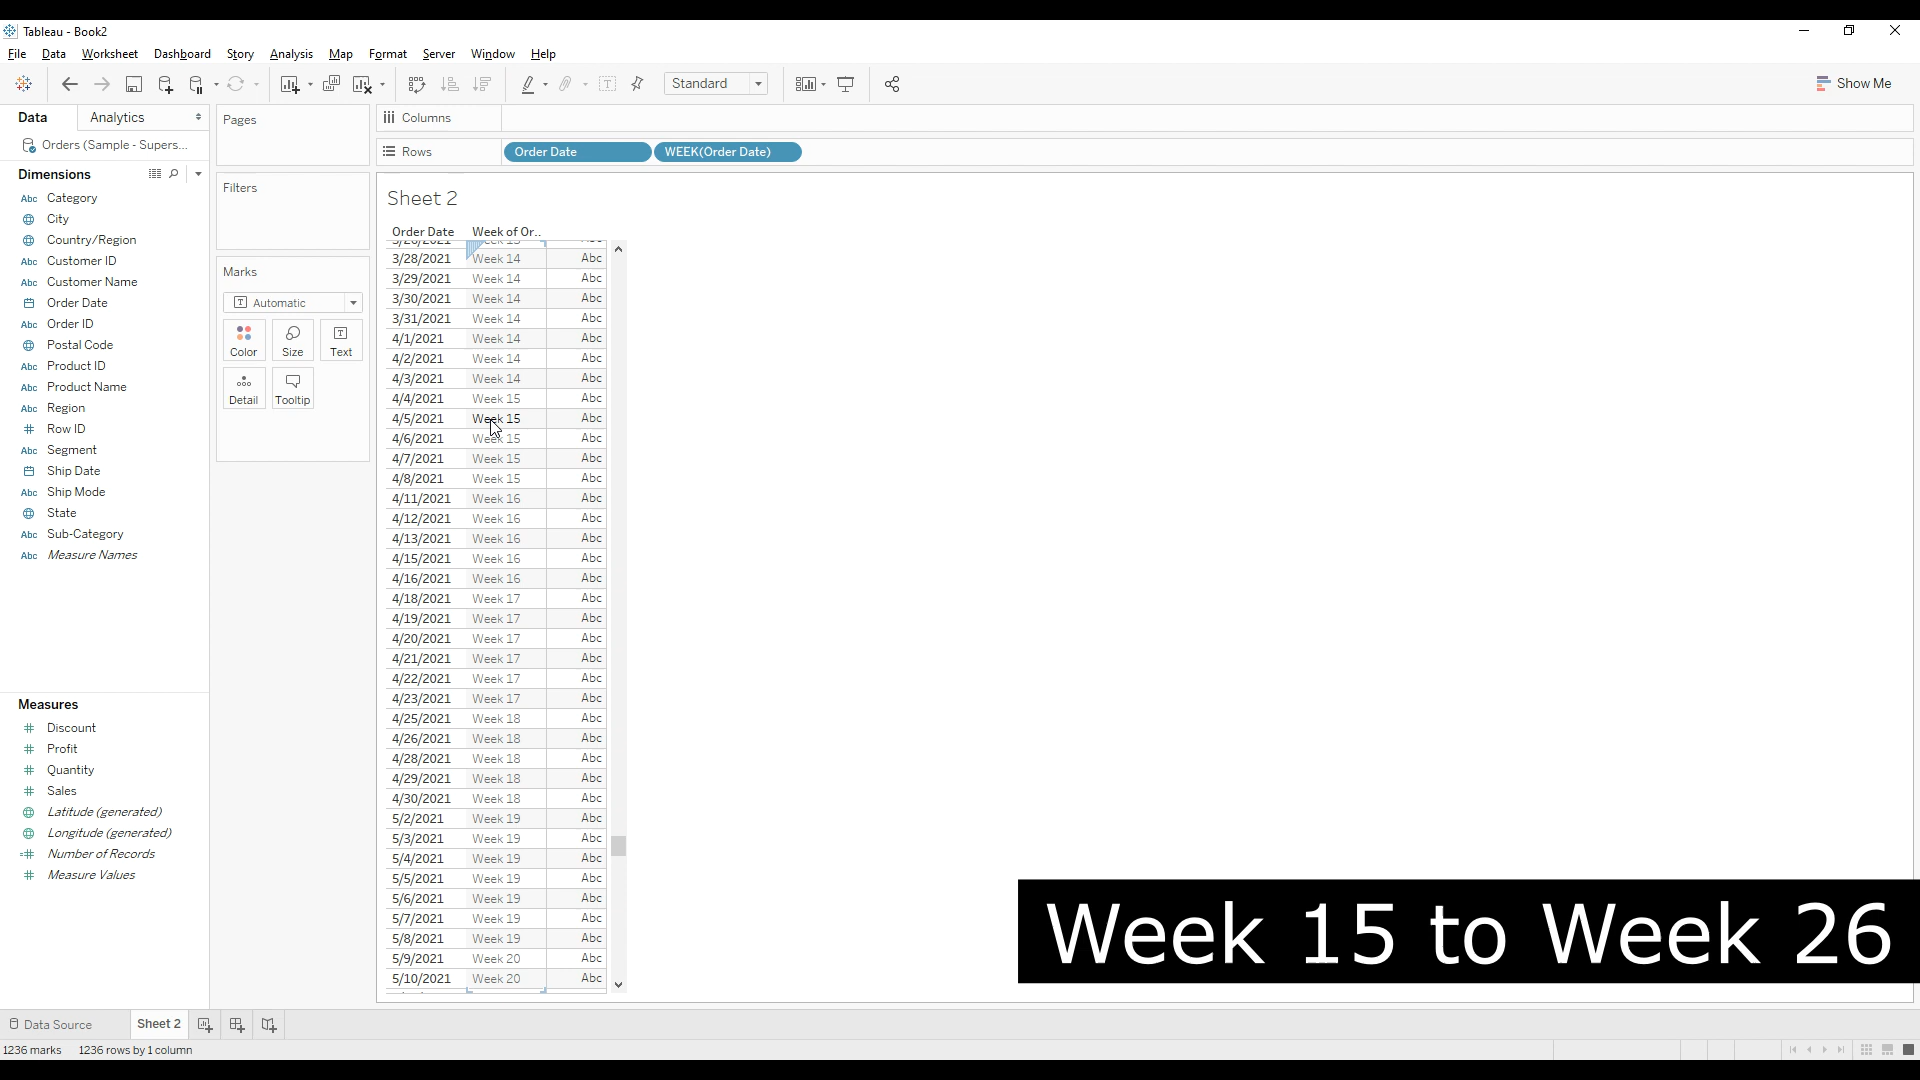 Tableau - Book2
File Data Worksheet Dashboard Story Analysis Map Format Server Window Help
Standard
Show Me
Data Analytics
Orders (Sample - Supers...
Dimensions
Abc Category
City
Country/Region
Abc Customer ID
Abc Customer Name
Order Date
Abc Order ID
Postal Code
Abc Product ID
Abc Product Name
Abc Region
# Row ID
Abc Segment
Ship Date
Abc Ship Mode
State
Abc Sub-Category
Abc Measure Names
Measures
# Discount
# Profit
# Quantity
# Sales
Latitude (generated)
Longitude (generated)
=# Number of Records
# Measure Values
Pages
Filters
Marks
Automatic
Color Size Text
Detail Tooltip
Columns
Rows Order Date WEEK(Order Date)
Sheet 2
Order Date Week of Or..
3/28/2021 Week 14 Abc
3/29/2021 Week 14 Abc
3/30/2021 Week 14 Abc
3/31/2021 Week 14 Abc
4/1/2021 Week 14 Abc
4/2/2021 Week 14 Abc
4/3/2021 Week 14 Abc
4/4/2021 Week 15 Abc
4/5/2021 Week 15 Abc
4/6/2021 Week 15 Abc
4/7/2021 Week 15 Abc
4/8/2021 Week 15 Abc
4/11/2021 Week 16 Abc
4/12/2021 Week 16 Abc
4/13/2021 Week 16 Abc
4/15/2021 Week 16 Abc
4/16/2021 Week 16 Abc
4/18/2021 Week 17 Abc
4/19/2021 Week 17 Abc
4/20/2021 Week 17 Abc
4/21/2021 Week 17 Abc
4/22/2021 Week 17 Abc
4/23/2021 Week 17 Abc
4/25/2021 Week 18 Abc
4/26/2021 Week 18 Abc
4/28/2021 Week 18 Abc
4/29/2021 Week 18 Abc
4/30/2021 Week 18 Abc
5/2/2021 Week 19 Abc
5/3/2021 Week 19 Abc
5/4/2021 Week 19 Abc
5/5/2021 Week 19 Abc
5/6/2021 Week 19 Abc
5/7/2021 Week 19 Abc
5/8/2021 Week 19 Abc
5/9/2021 Week 20 Abc
5/10/2021 Week 20 Abc
Week 15 to Week 26
Data Source Sheet 2
1236 marks 1236 rows by 1 column